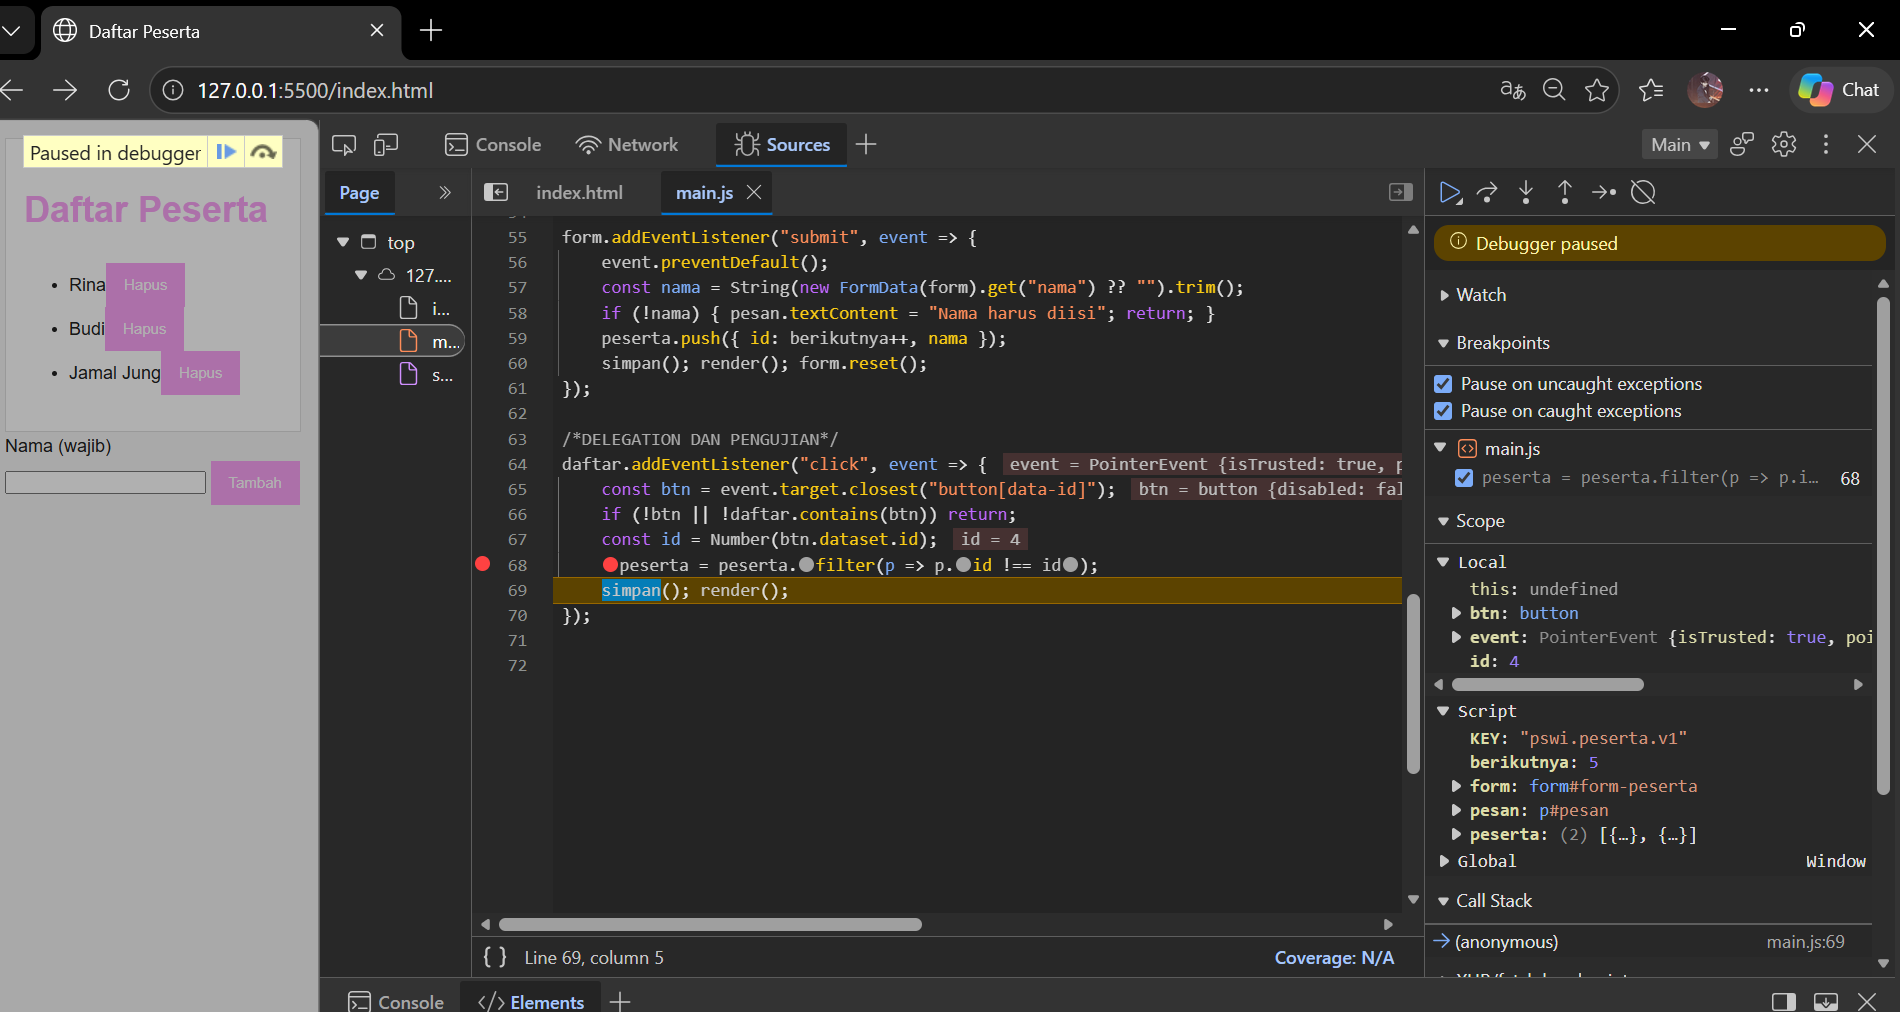 Daftar Peserta
127.0.0.1:5500/index.html
Chat
Paused in debugger
Daftar Peserta
Rina Hapus
Budi Hapus
Jamal Jung Hapus
Nama (wajib)
Tambah
Console
Network
Sources
Main
Page
index.html
main.js
top
127....
i...
m...
s...
55 form.addEventListener("submit", event => {
56 event.preventDefault();
57 const nama = String(new FormData(form).get("nama") ?? "").trim();
58 if (!nama) { pesan.textContent = "Nama harus diisi"; return; }
59 peserta.push({ id: berikutnya++, nama });
60 simpan(); render(); form.reset();
61 });
62
63 /*DELEGATION DAN PENGUJIAN*/
64 daftar.addEventListener("click", event => { event = PointerEvent {isTrusted: true, p
65 const btn = event.target.closest("button[data-id]"); btn = button {disabled: fal
66 if (!btn || !daftar.contains(btn)) return;
67 const id = Number(btn.dataset.id); id = 4
68 peserta = peserta.filter(p => p.id !== id);
69 simpan(); render();
70 });
71
72
{ } Line 69, column 5
Coverage: N/A
Debugger paused
Watch
Breakpoints
Pause on uncaught exceptions
Pause on caught exceptions
main.js
peserta = peserta.filter(p => p.i... 68
Scope
Local
this: undefined
btn: button
event: PointerEvent {isTrusted: true, poi
id: 4
Script
KEY: "pswi.peserta.v1"
berikutnya: 5
form: form#form-peserta
pesan: p#pesan
peserta: (2) [{…}, {…}]
Global Window
Call Stack
(anonymous) main.js:69
Console
Elements